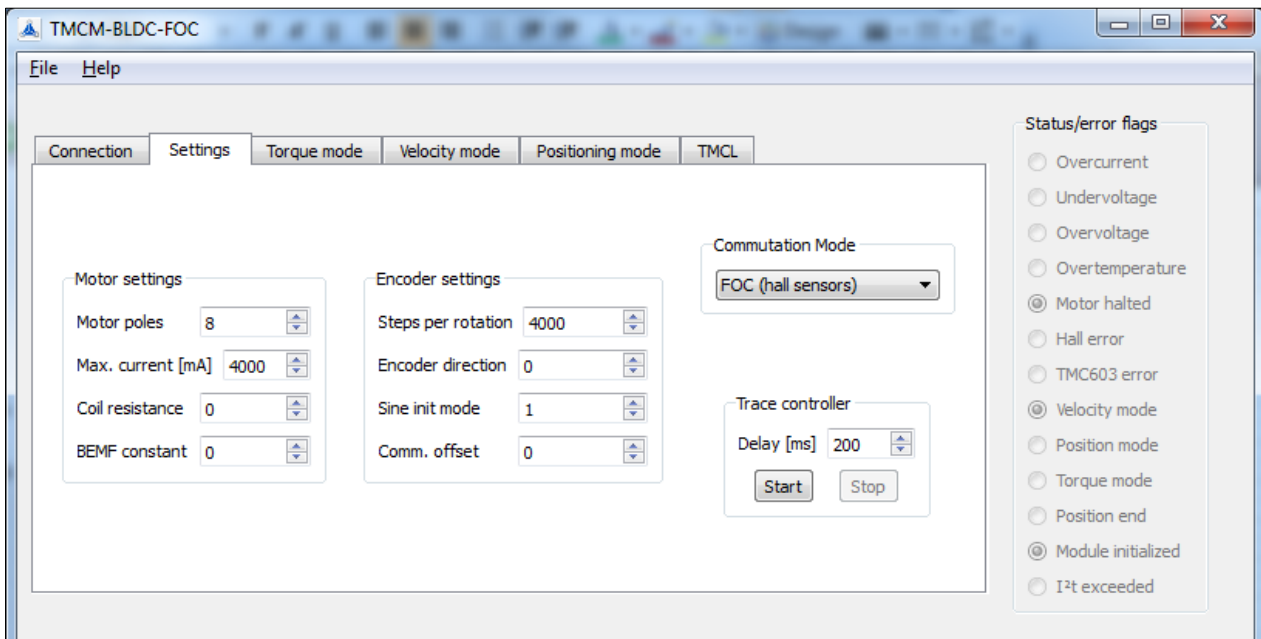 TMCM-BLDC-FOC
File Help
Connection Settings Torque mode Velocity mode Positioning mode TMCL
Motor settings
Motor poles 8
Max. current [mA] 4000
Coil resistance 0
BEMF constant 0
Encoder settings
Steps per rotation 4000
Encoder direction 0
Sine init mode 1
Comm. offset 0
Commutation Mode
FOC (hall sensors)
Trace controller
Delay [ms] 200
Start Stop
Status/error flags
Overcurrent
Undervoltage
Overvoltage
Overtemperature
Motor halted
Hall error
TMC603 error
Velocity mode
Position mode
Torque mode
Position end
Module initialized
I²t exceeded